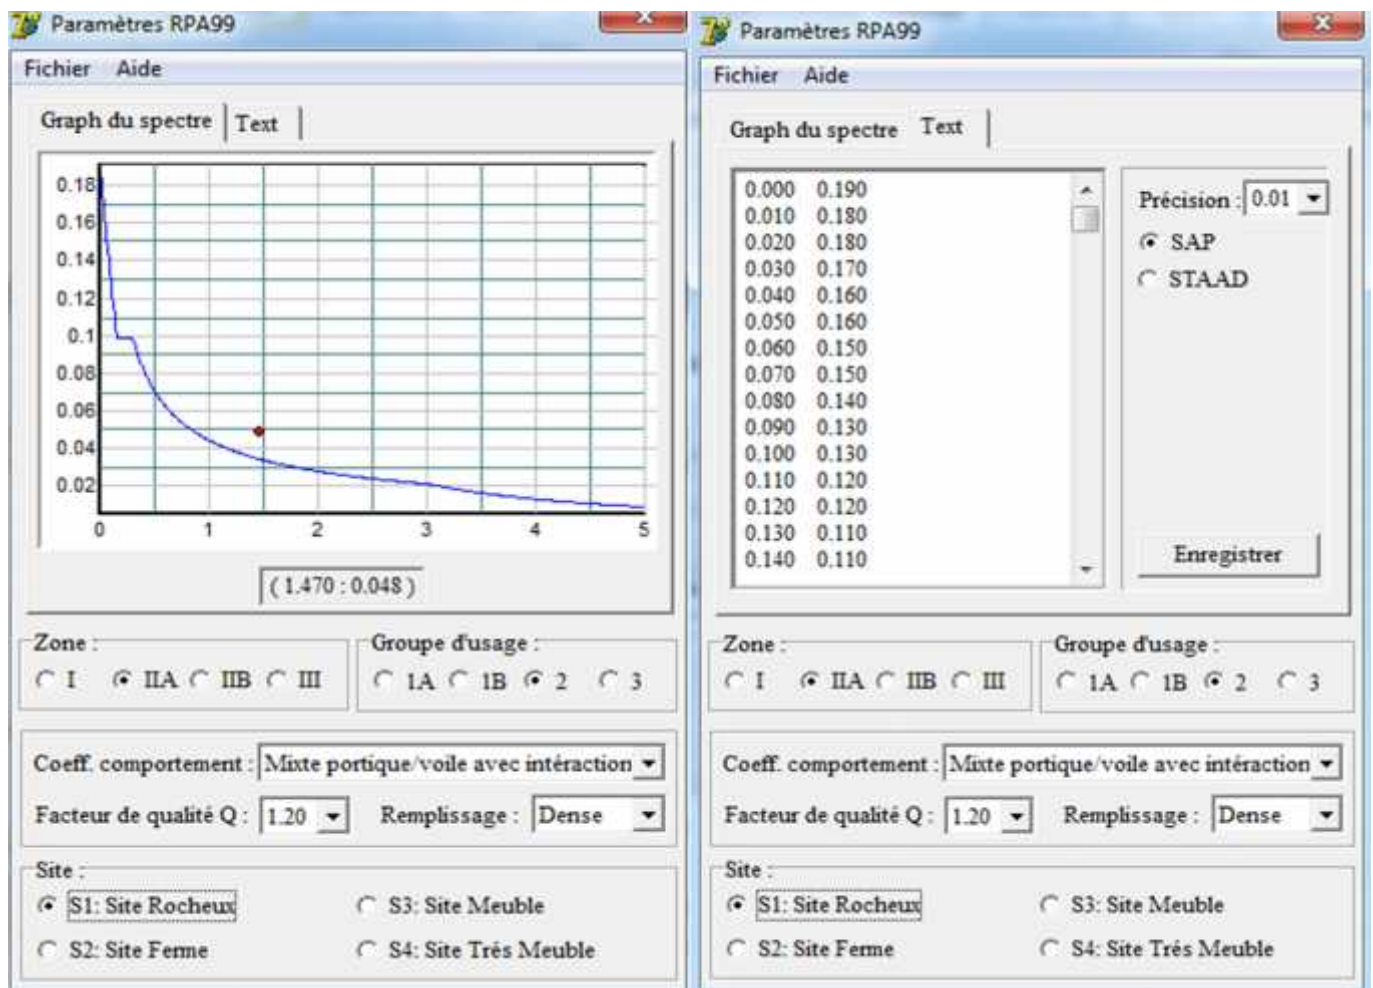 Paramètres RPA99
Fichier Aide
Graph du spectre Text
0.18
0.16
0.14
0.12
0.1
0.08
0.06
0.04
0.02
0 1 2 3 4 5
( 1.470 : 0.048 )
Zone :
I IIA IIB III
Groupe d'usage :
1A 1B 2 3
Coeff. comportement : Mixte portique/voile avec intéraction
Facteur de qualité Q : 1.20 Remplissage : Dense
Site :
S1: Site Rocheux S3: Site Meuble
S2: Site Ferme S4: Site Trés Meuble
Paramètres RPA99
Fichier Aide
Graph du spectre Text
0.000 0.190
0.010 0.180
0.020 0.180
0.030 0.170
0.040 0.160
0.050 0.160
0.060 0.150
0.070 0.150
0.080 0.140
0.090 0.130
0.100 0.130
0.110 0.120
0.120 0.120
0.130 0.110
0.140 0.110
Précision : 0.01
SAP
STAAD
Enregistrer
Zone :
I IIA IIB III
Groupe d'usage :
1A 1B 2 3
Coeff. comportement : Mixte portique/voile avec intéraction
Facteur de qualité Q : 1.20 Remplissage : Dense
Site :
S1: Site Rocheux S3: Site Meuble
S2: Site Ferme S4: Site Trés Meuble